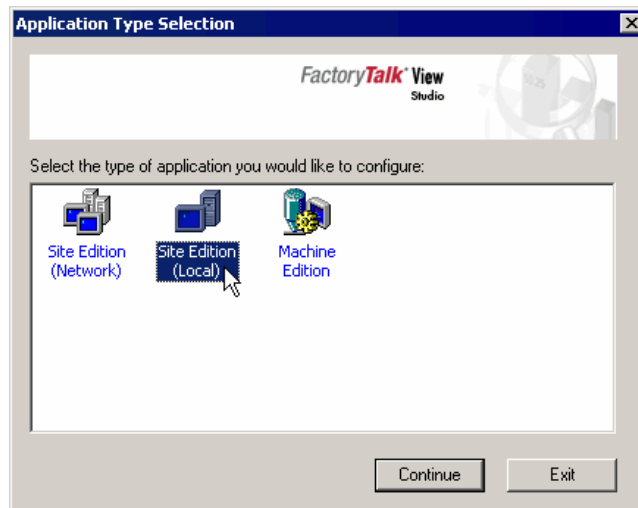 Application Type Selection
FactoryTalk View
Studio
Select the type of application you would like to configure:
Site Edition
(Network)
Site Edition
(Local)
Machine
Edition
Continue
Exit